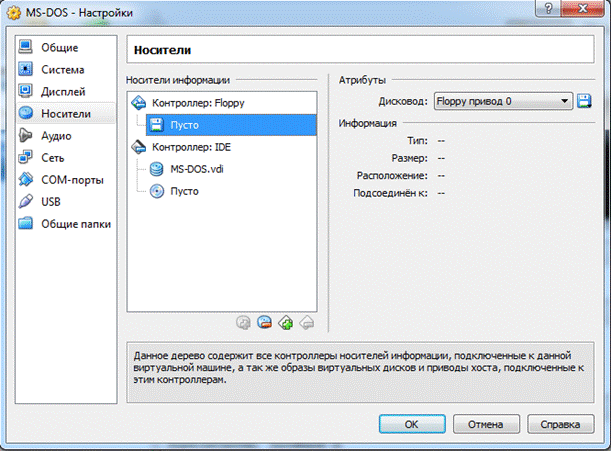 MS-DOS - Настройки
Общие
Система
Дисплей
Носители
Аудио
Сеть
COM-порты
USB
Общие папки
Носители
Носители информации
Контроллер: Floppy
Пусто
Контроллер: IDE
MS-DOS.vdi
Пусто
Атрибуты
Дисковод: Floppy привод 0
Информация
Тип: --
Размер: --
Расположение: --
Подсоединён к: --
Данное дерево содержит все контроллеры носителей информации, подключенные к данной
виртуальной машине, а так же образы виртуальных дисков и приводы хоста, подключенные к
этим контроллерам.
OK
Отмена
Справка